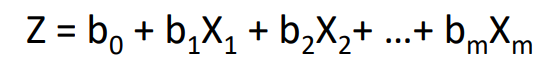 Z = b₀ + b₁X₁ + b₂X₂+ ...+ bₘXₘ